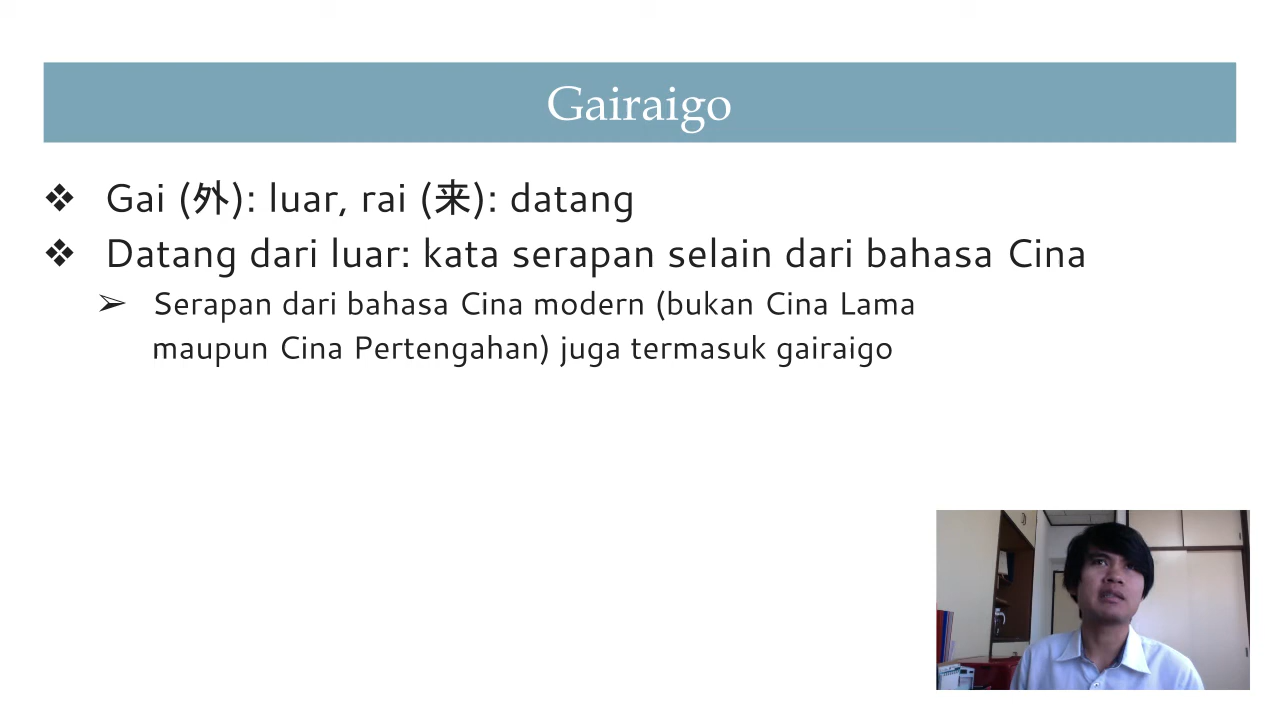 Gairaigo
❖ Gai (外): luar, rai (来): datang
❖ Datang dari luar: kata serapan selain dari bahasa Cina
➢ Serapan dari bahasa Cina modern (bukan Cina Lama
maupun Cina Pertengahan) juga termasuk gairaigo